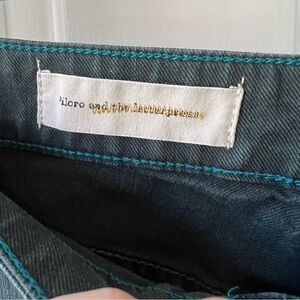 Pilcro and the letterpress